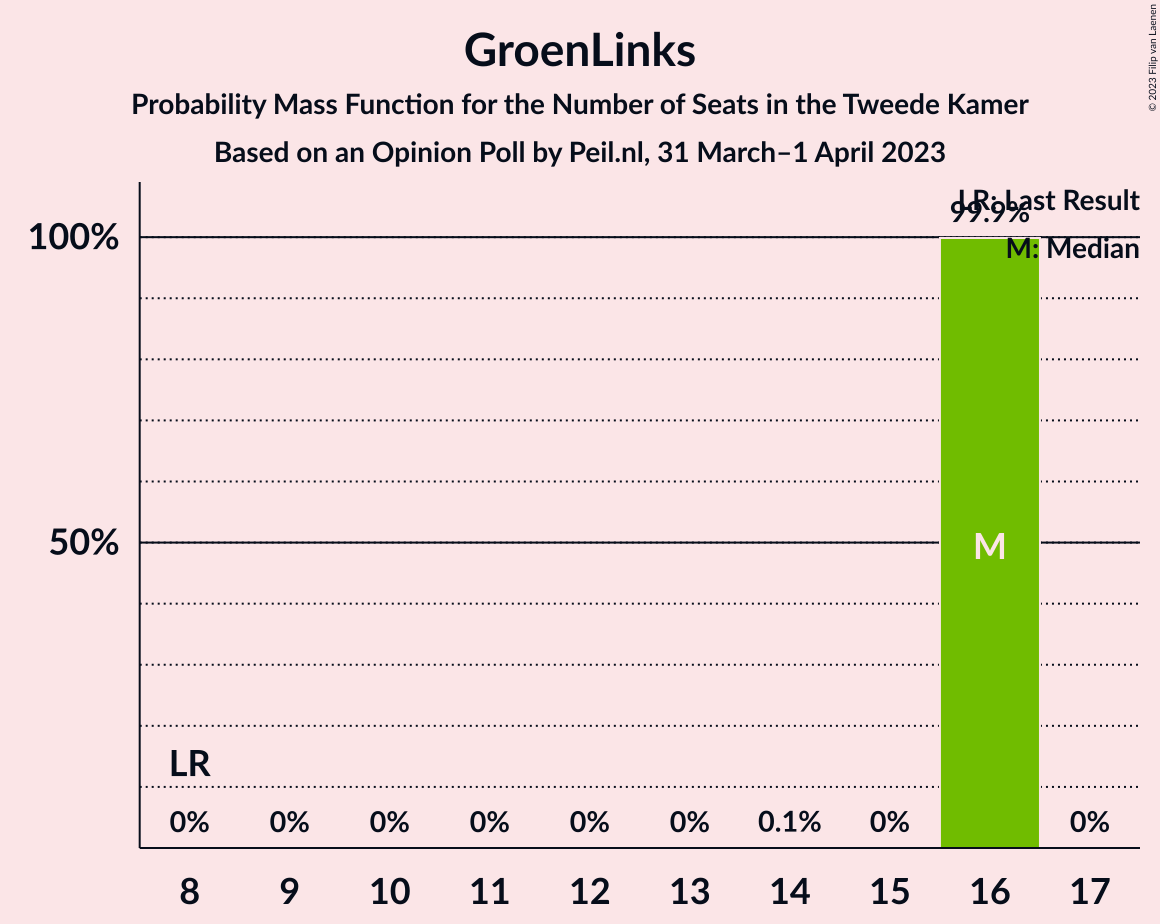 GroenLinks
Probability Mass Function for the Number of Seats in the Tweede Kamer
Based on an Opinion Poll by Peil.nl, 31 March–1 April 2023
© 2023 Filip van Laenen
LR: Last Result
99.9%
M: Median
100%
50%
M
LR
0% 0% 0% 0% 0% 0% 0.1% 0% 0%
8 9 10 11 12 13 14 15 16 17